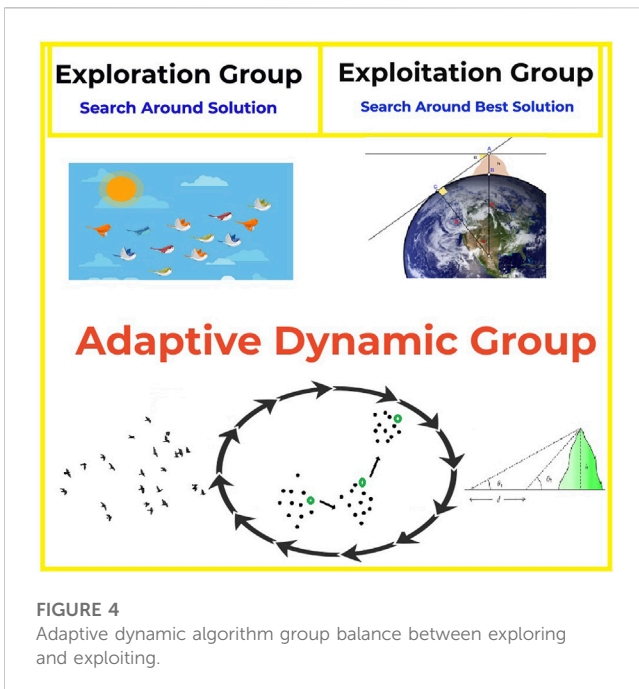 Exploration Group
Search Around Solution
Exploitation Group
Search Around Best Solution
A
B
Adaptive Dynamic Group
FIGURE 4
Adaptive dynamic algorithm group balance between exploring
and exploiting.